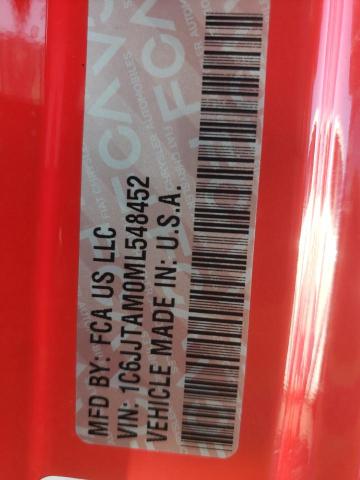 MFD BY: FCA US LLC
VIN: 1C6JJTAM0ML548452
VEHICLE MADE IN: U.S.A.